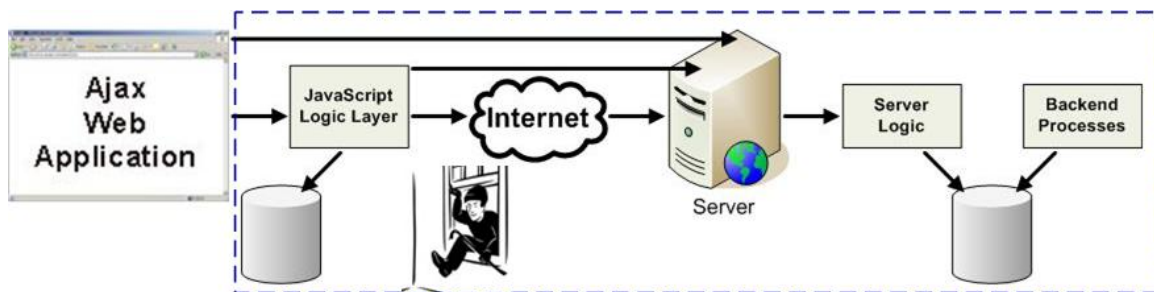 Ajax
Web
Application
JavaScript
Logic Layer
Internet
Server
Server
Logic
Backend
Processes